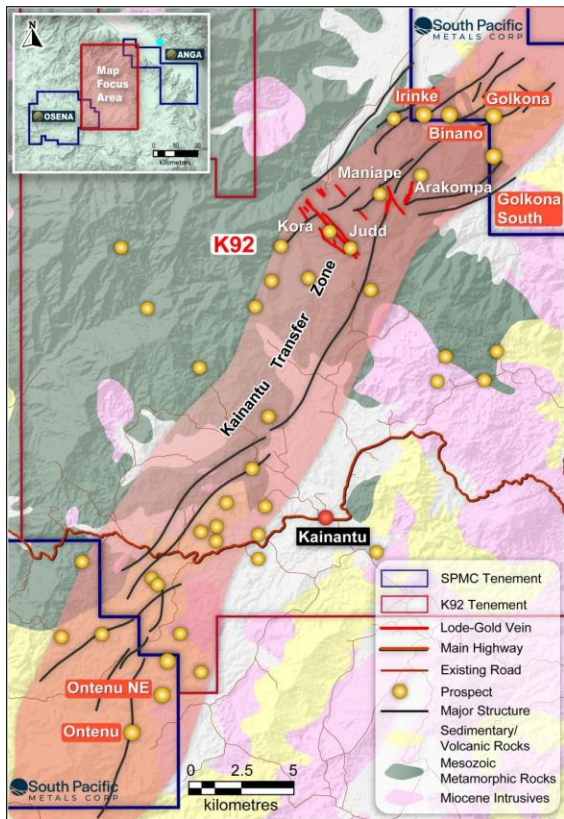 N
ANGA
Map
Focus
Area
OSENA
0 10 20
kilometres
South Pacific
METALS CORP
Irinke
Golkona
Binano
Maniape
Arakompa
Golkona
South
Kora
Judd
K92
Kainantu Transfer Zone
Kainantu
Ontenu NE
Ontenu
South Pacific
METALS CORP
0 2.5 5
kilometres
SPMC Tenement
K92 Tenement
Lode-Gold Vein
Main Highway
Existing Road
Prospect
Major Structure
Sedimentary/
Volcanic Rocks
Mesozoic
Metamorphic Rocks
Miocene Intrusives